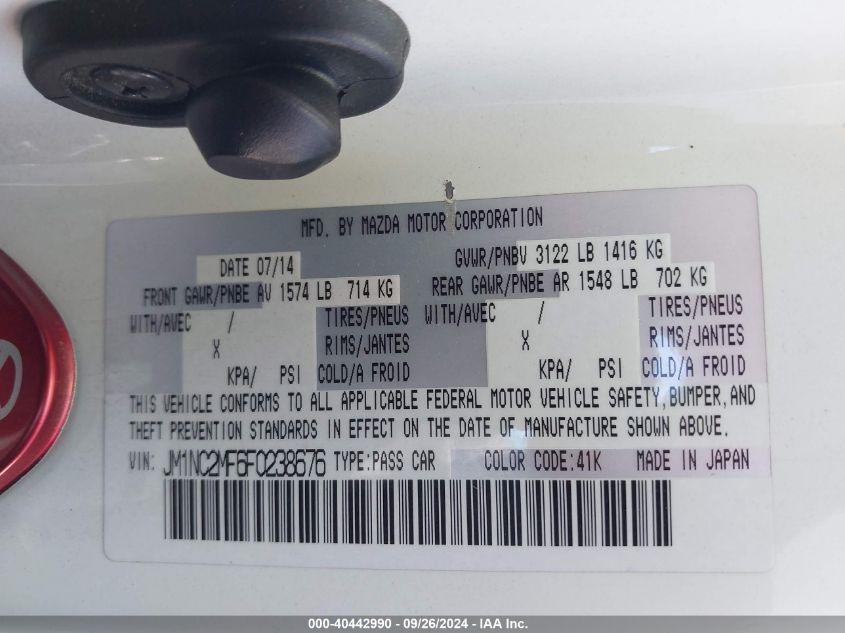 MFD. BY MAZDA MOTOR CORPORATION
DATE 07/14 GVWR/PNBV 3122 LB 1416 KG
FRONT GAWR/PNBE AV 1574 LB 714 KG REAR GAWR/PNBE AR 1548 LB 702 KG
WITH/AVEC / TIRES/PNEUS WITH/AVEC / TIRES/PNEUS
X RIMS/JANTES X RIMS/JANTES
KPA/ PSI COLD/A FROID KPA/ PSI COLD/A FROID
THIS VEHICLE CONFORMS TO ALL APPLICABLE FEDERAL MOTOR VEHICLE SAFETY, BUMPER, AND
THEFT PREVENTION STANDARDS IN EFFECT ON THE DATE OF MANUFACTURE SHOWN ABOVE.
VIN: JM1NC2MF6F0238676 TYPE:PASS CAR COLOR CODE:41K MADE IN JAPAN
000-40442990 - 09/26/2024 - IAA Inc.